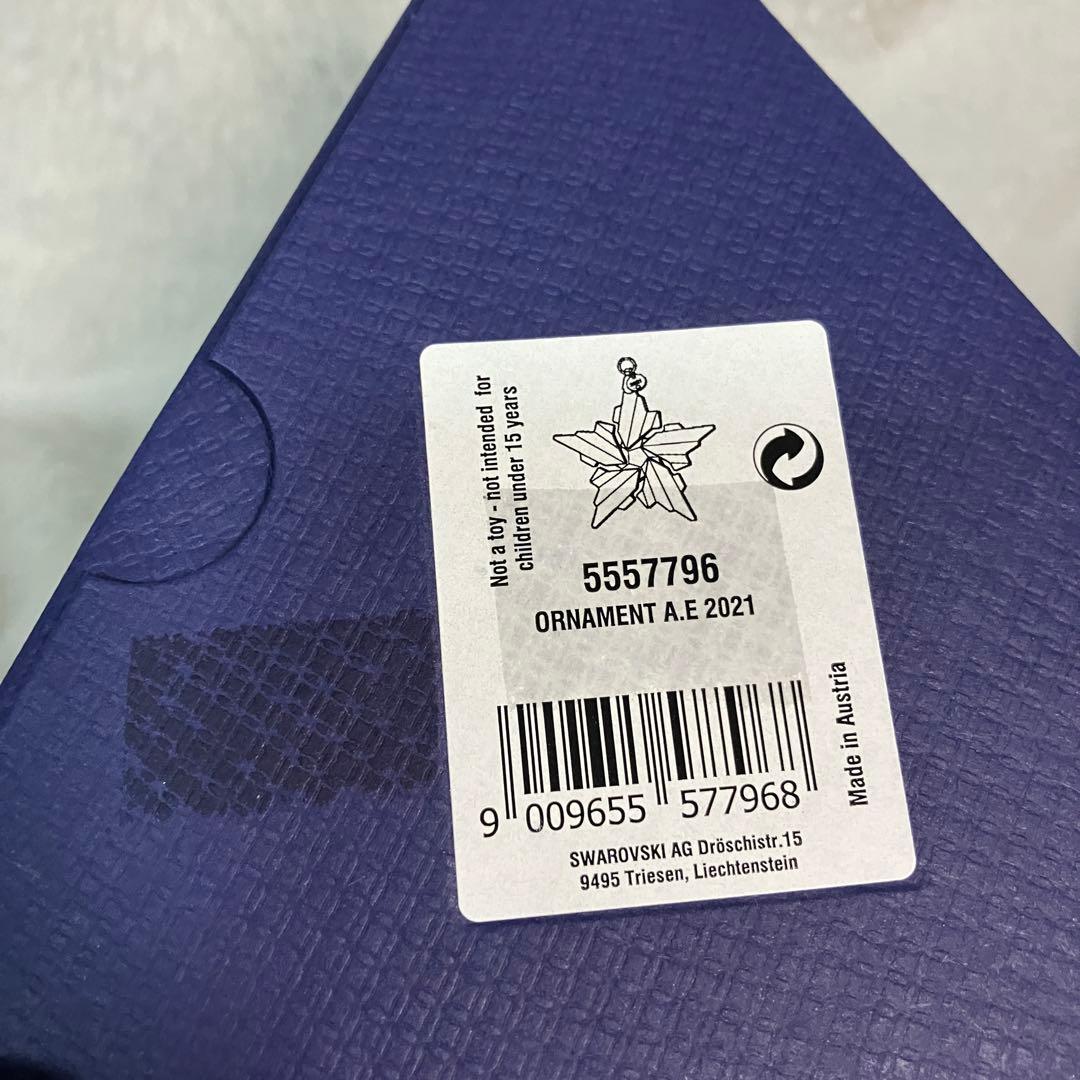 Not a toy - not intended for
children under 15 years
5557796
ORNAMENT A.E 2021
Made in Austria
9 009655 577968
SWAROVSKI AG Dröschistr.15
9495 Triesen, Liechtenstein